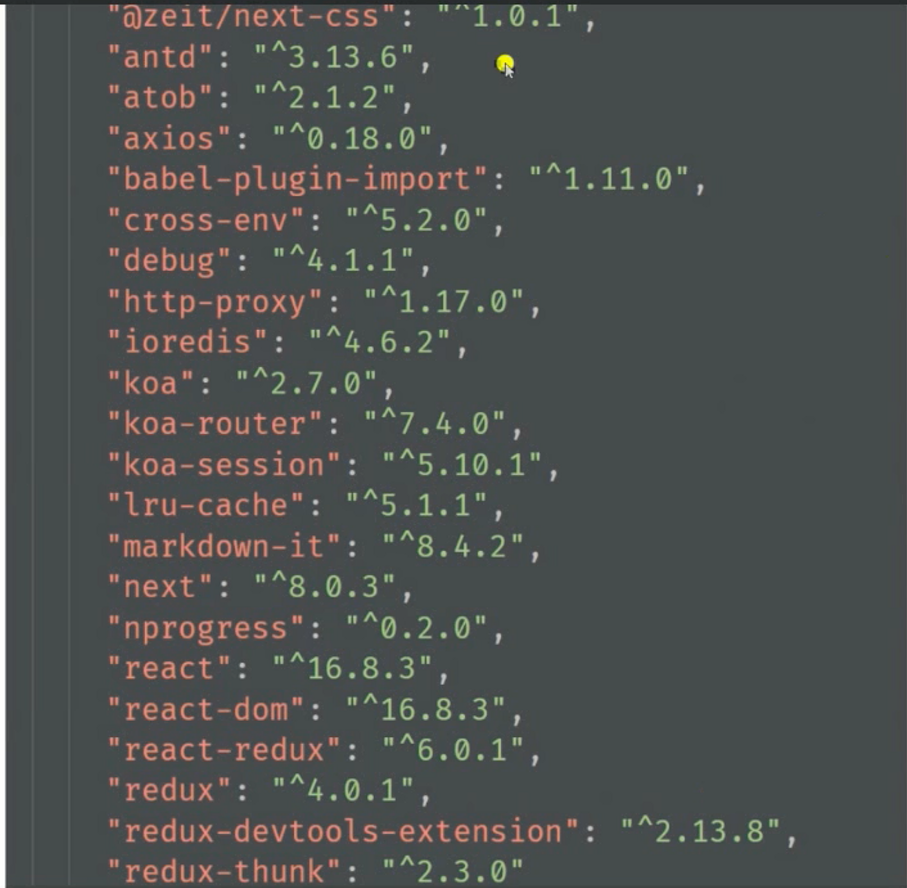 "@zeit/next-css": "^1.0.1",
"antd": "^3.13.6",
"atob": "^2.1.2",
"axios": "^0.18.0",
"babel-plugin-import": "^1.11.0",
"cross-env": "^5.2.0",
"debug": "^4.1.1",
"http-proxy": "^1.17.0",
"ioredis": "^4.6.2",
"koa": "^2.7.0",
"koa-router": "^7.4.0",
"koa-session": "^5.10.1",
"lru-cache": "^5.1.1",
"markdown-it": "^8.4.2",
"next": "^8.0.3",
"nprogress": "^0.2.0",
"react": "^16.8.3",
"react-dom": "^16.8.3",
"react-redux": "^6.0.1",
"redux": "^4.0.1",
"redux-devtools-extension": "^2.13.8",
"redux-thunk": "^2.3.0"